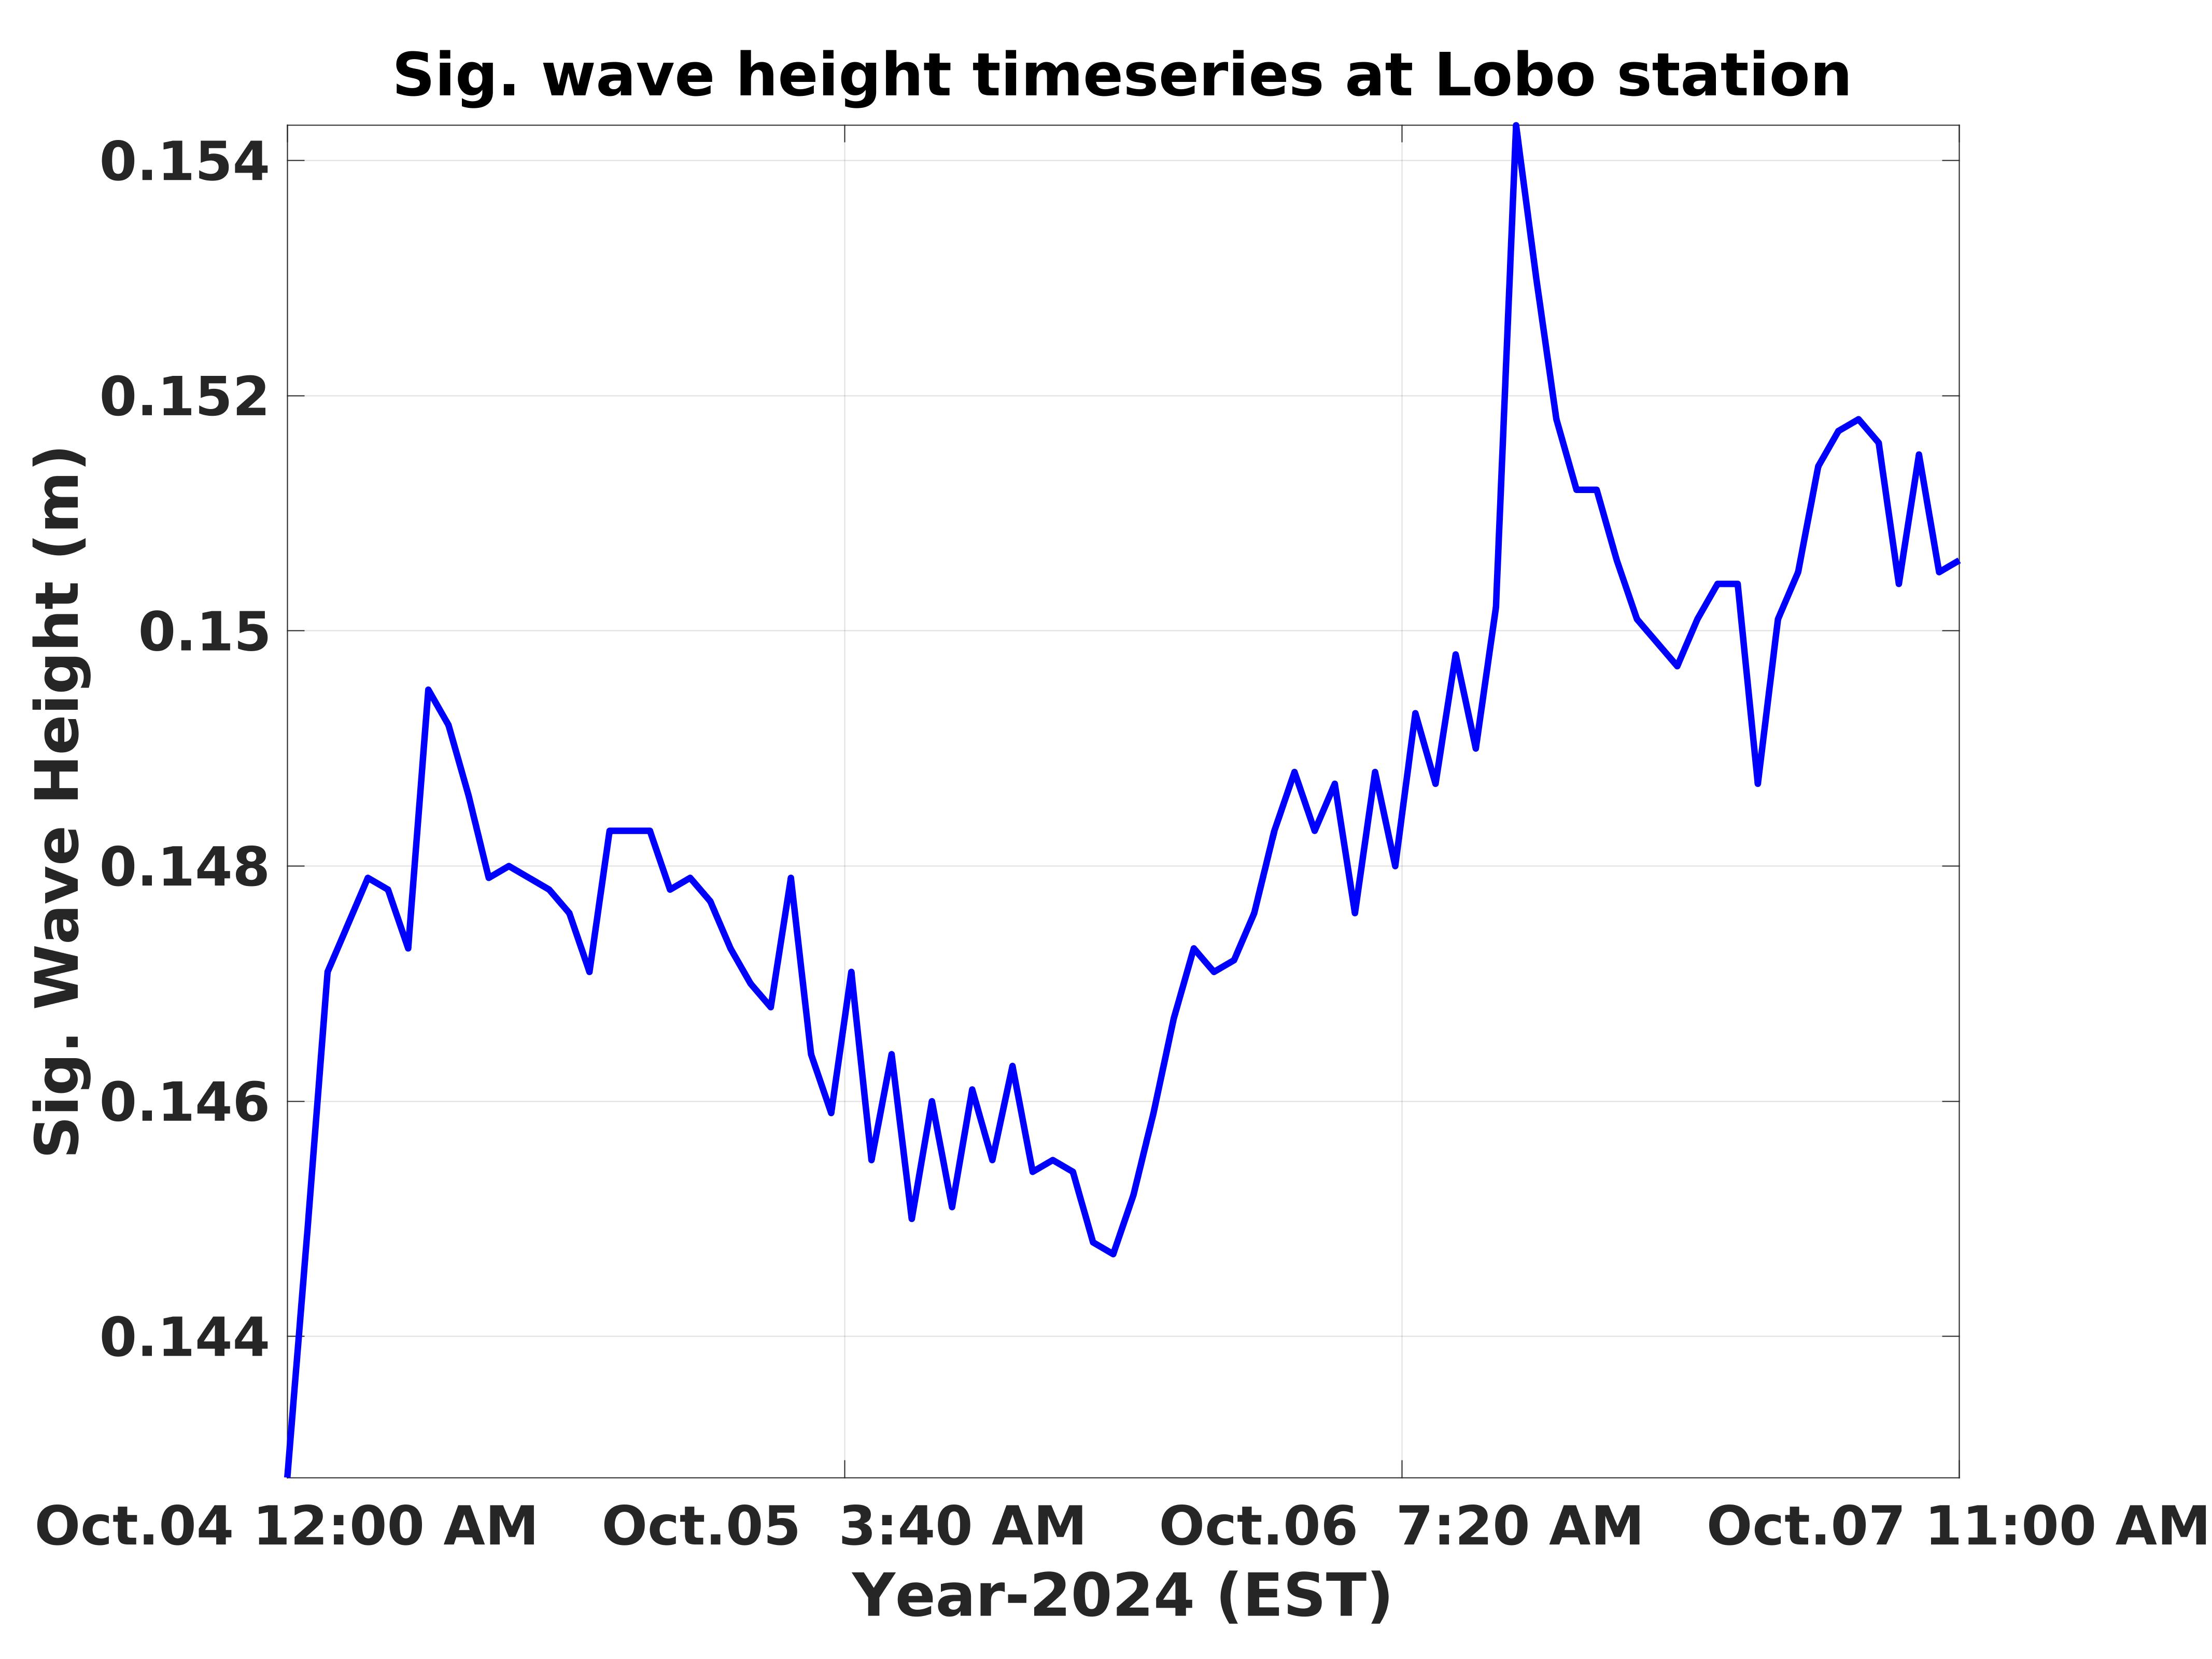 Sig. wave height timeseries at Lobo station
Sig. Wave Height (m)
0.154
0.152
0.15
0.148
0.146
0.144
Oct.04 12:00 AM Oct.05 3:40 AM Oct.06 7:20 AM Oct.07 11:00 AM
Year-2024 (EST)